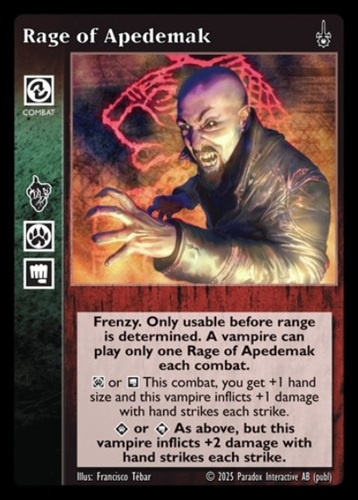 Rage of Apedemak
COMBAT
Frenzy. Only usable before range
is determined. A vampire can
play only one Rage of Apedemak
each combat.
or This combat, you get +1 hand
size and this vampire inflicts +1 damage
with hand strikes each strike.
or As above, but this
vampire inflicts +2 damage with
hand strikes each strike.
Illus: Francisco Tébar © 2025 Paradox Interactive AB (publ)